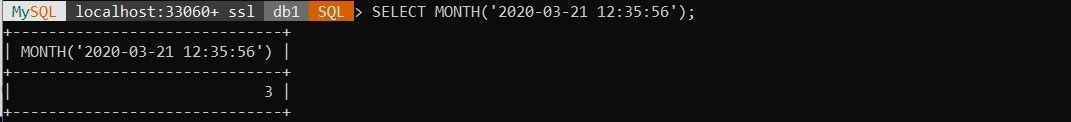 MySQL localhost:33060+ ssl db1 SQL > SELECT MONTH('2020-03-21 12:35:56');
+------------------------------+
| MONTH('2020-03-21 12:35:56') |
+------------------------------+
|                            3 |
+------------------------------+